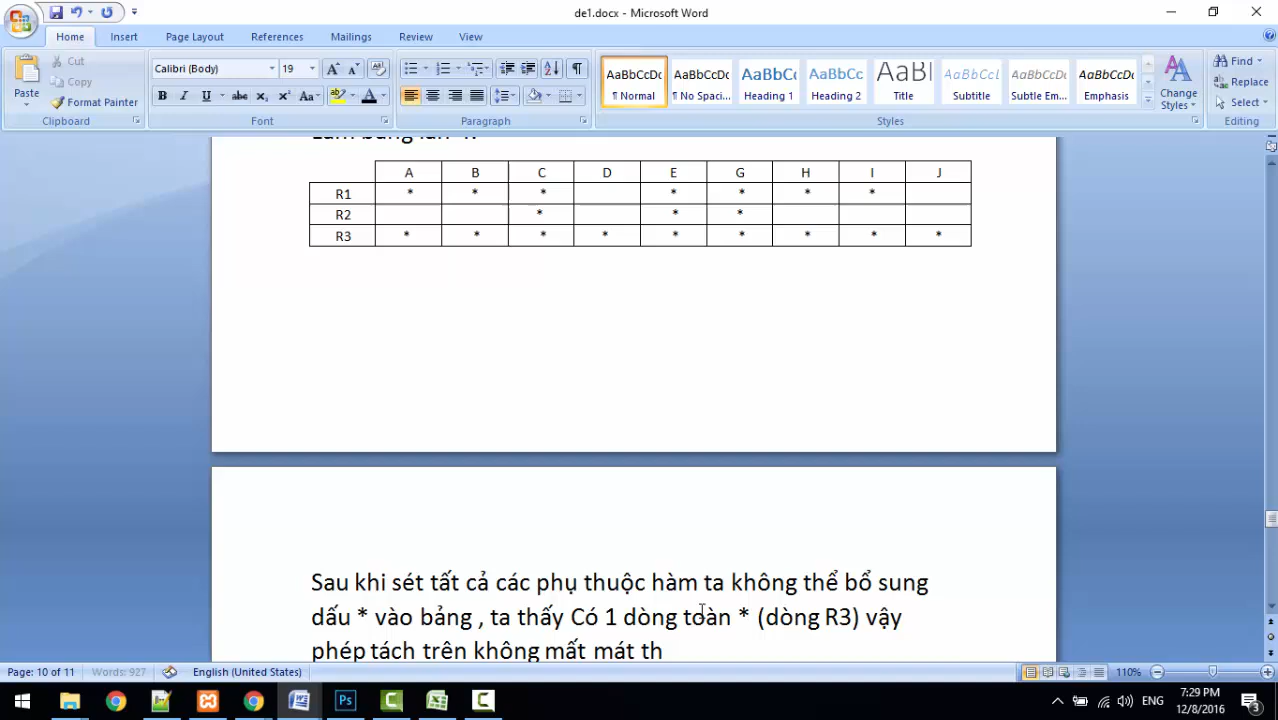 de1.docx - Microsoft Word
Home Insert Page Layout References Mailings Review View
Paste
Cut
Copy
Format Painter
Clipboard
Calibri (Body) 19
Font
Paragraph
AaBbCcDc AaBbCcDc AaBbCc AaBbCc AaBl AaBbCcL AaBbCcDc AaBbCcDc
¶ Normal ¶ No Spaci... Heading 1 Heading 2 Title Subtitle Subtle Em... Emphasis
Change Styles
Styles
Find
Replace
Select
Editing
A B C D E G H I J
R1 * * * * * * *
R2 * * *
R3 * * * * * * * * *
Sau khi sét tất cả các phụ thuộc hàm ta không thể bổ sung
dấu * vào bảng , ta thấy Có 1 dòng toàn * (dòng R3) vậy
phép tách trên không mất mát th
Page: 10 of 11 Words: 927 English (United States) 110%
ENG
7:29 PM
12/8/2016
3